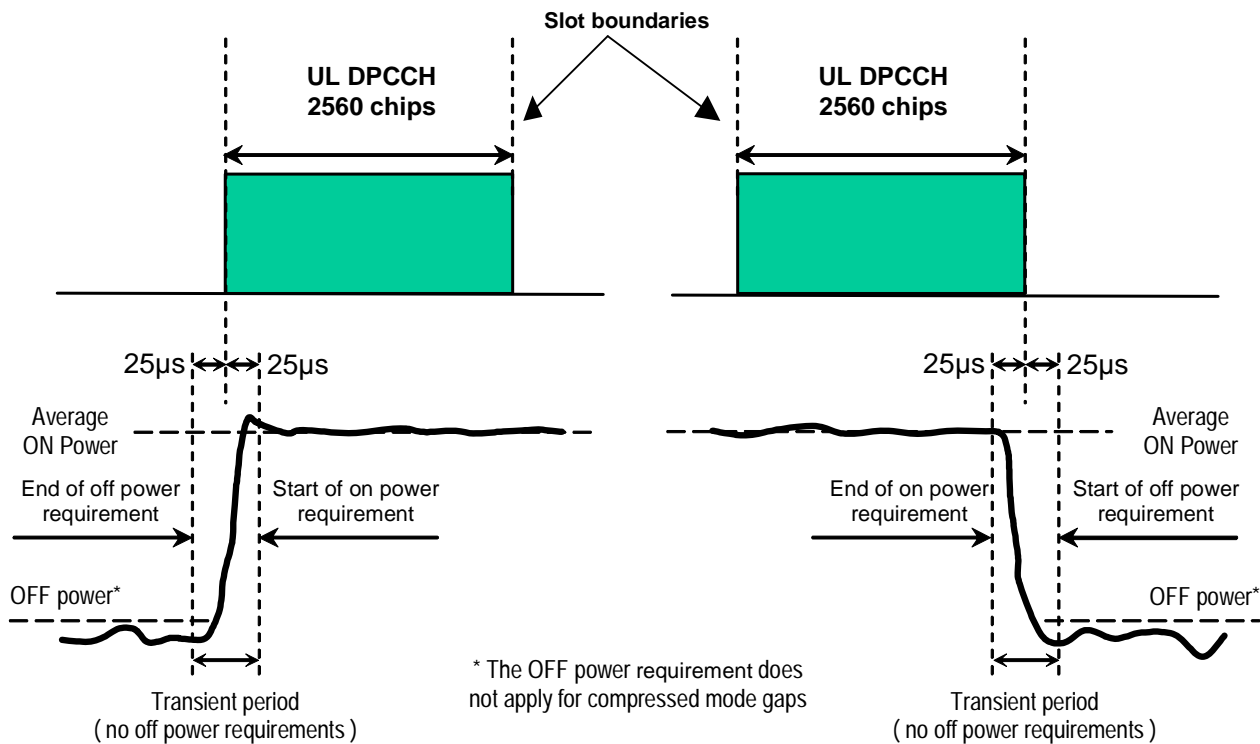 Slot boundaries
UL DPCCH
2560 chips
UL DPCCH
2560 chips
25µs
25µs
25µs
25µs
Average
ON Power
Average
ON Power
End of off power
requirement
Start of on power
requirement
End of on power
requirement
Start of off power
requirement
OFF power*
OFF power*
Transient period
( no off power requirements )
* The OFF power requirement does
not apply for compressed mode gaps
Transient period
( no off power requirements )